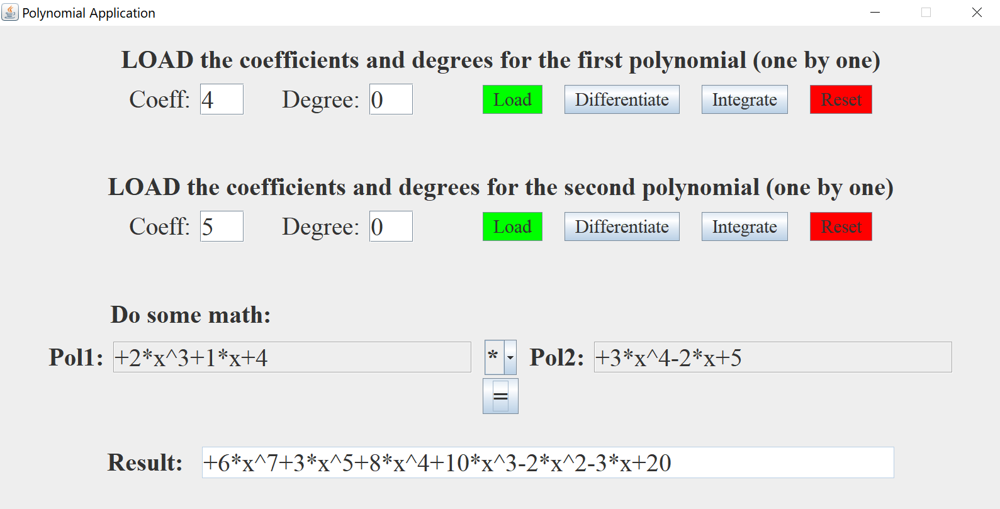 Polynomial Application
LOAD the coefficients and degrees for the first polynomial (one by one)
Coeff: 4 Degree: 0 Load Differentiate Integrate Reset
LOAD the coefficients and degrees for the second polynomial (one by one)
Coeff: 5 Degree: 0 Load Differentiate Integrate Reset
Do some math:
Pol1: +2*x^3+1*x+4 * Pol2: +3*x^4-2*x+5
=
Result: +6*x^7+3*x^5+8*x^4+10*x^3-2*x^2-3*x+20